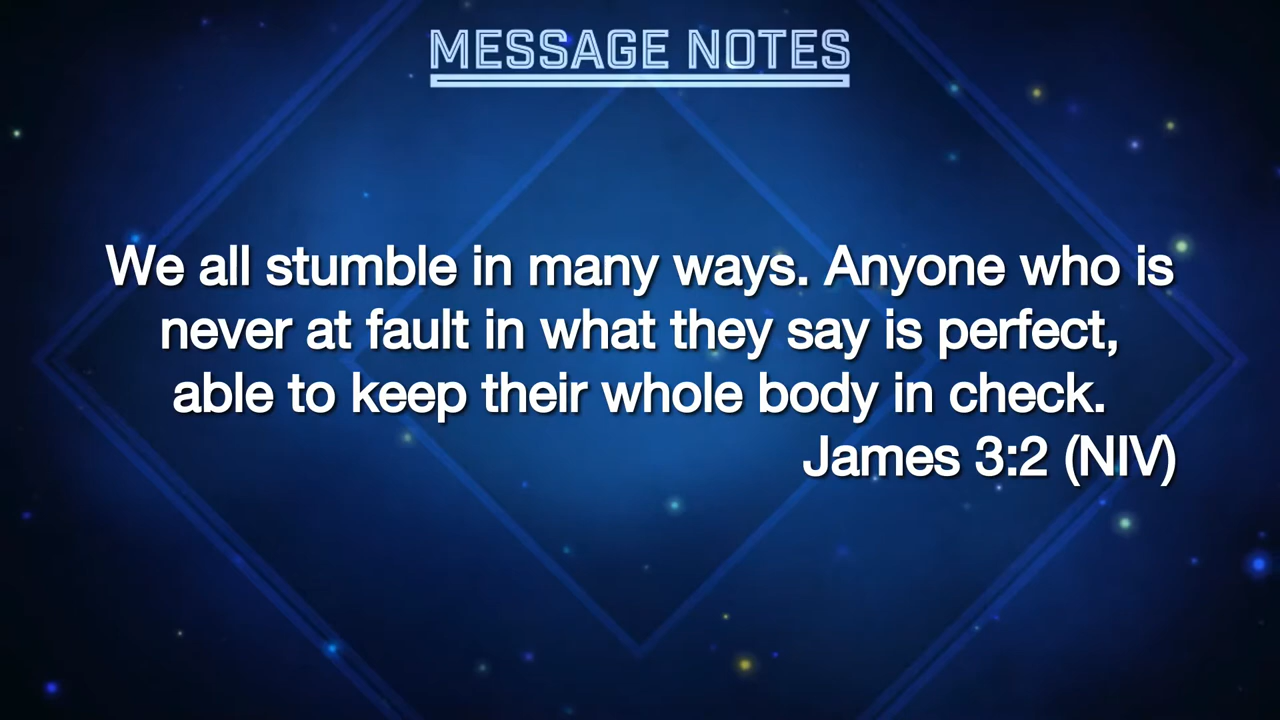 MESSAGE NOTES
We all stumble in many ways. Anyone who is
never at fault in what they say is perfect,
able to keep their whole body in check.
James 3:2 (NIV)